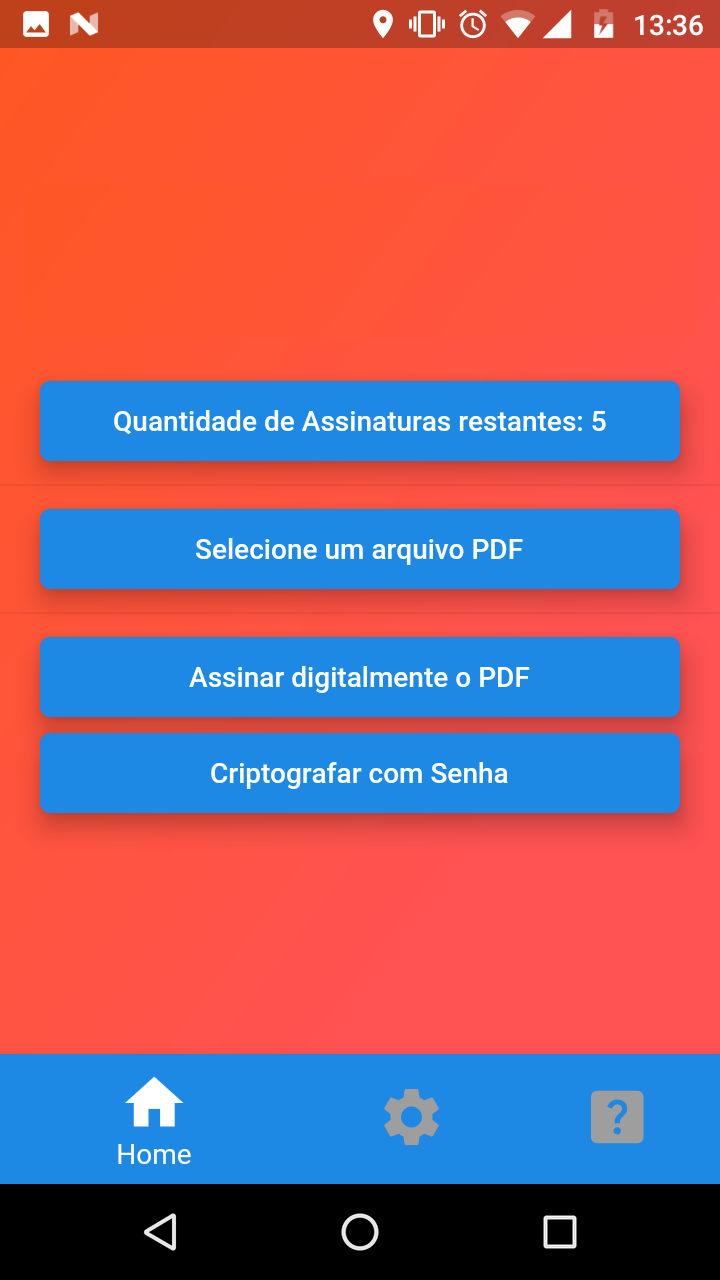 13:36
Quantidade de Assinaturas restantes: 5
Selecione um arquivo PDF
Assinar digitalmente o PDF
Criptografar com Senha
?
Home